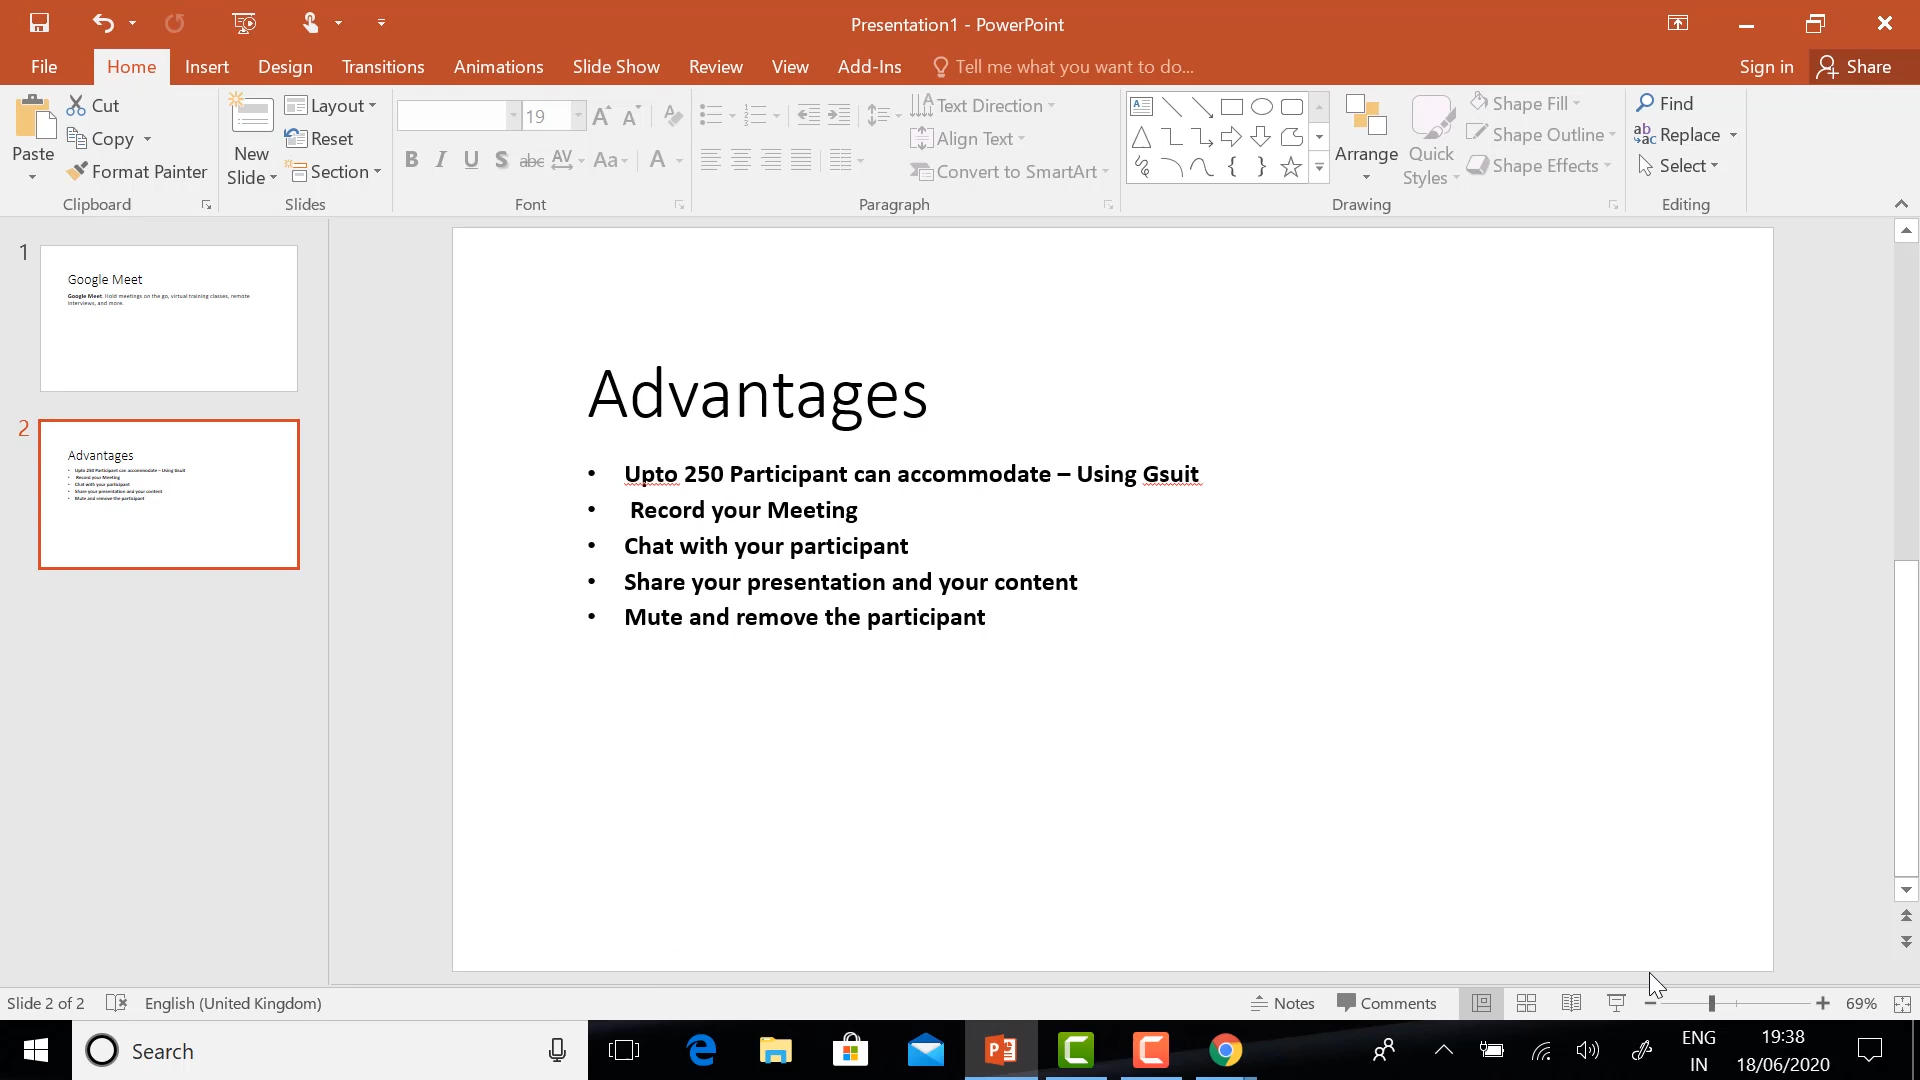 Presentation1 - PowerPoint
File Home Insert Design Transitions Animations Slide Show Review View Add-Ins Tell me what you want to do... Sign in Share
Paste
Cut
Copy
Format Painter
Clipboard
New Slide
Layout
Reset
Section
Slides
19
B I U S abc AV Aa A
Font
Text Direction
Align Text
Convert to SmartArt
Paragraph
Arrange
Quick Styles
Shape Fill
Shape Outline
Shape Effects
Drawing
Find
Replace
Select
Editing
1
Google Meet
Google Meet. Hold meetings on the go, virtual training classes, remote
interviews, and more.
2
Advantages
• Upto 250 Participant can accommodate – Using Gsuit
• Record your Meeting
• Chat with your participant
• Share your presentation and your content
• Mute and remove the participant
Advantages
• Upto 250 Participant can accommodate – Using Gsuit
• Record your Meeting
• Chat with your participant
• Share your presentation and your content
• Mute and remove the participant
Slide 2 of 2 English (United Kingdom) Notes Comments 69%
Search
ENG
IN
19:38
18/06/2020